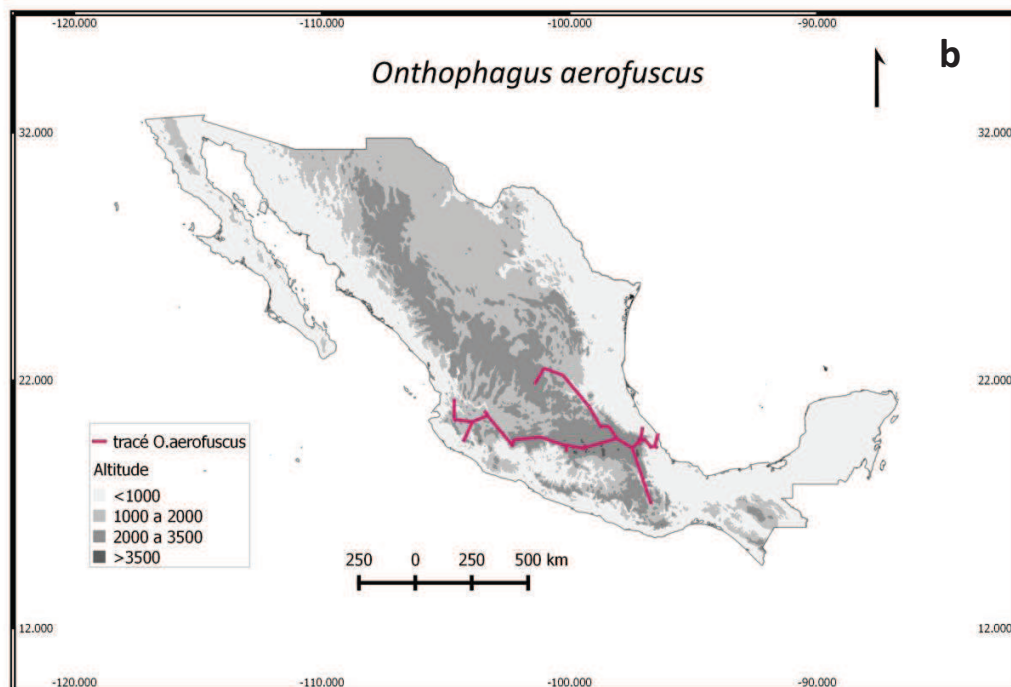 -120.000 -110.000 -100.000 -90.000
b
Onthophagus aerofuscus
32.000 32.000
22.000 22.000
tracé O.aerofuscus
Altitude
<1000
1000 a 2000
2000 a 3500
>3500
250 0 250 500 km
12.000 12.000
-120.000 -110.000 -100.000 -90.000